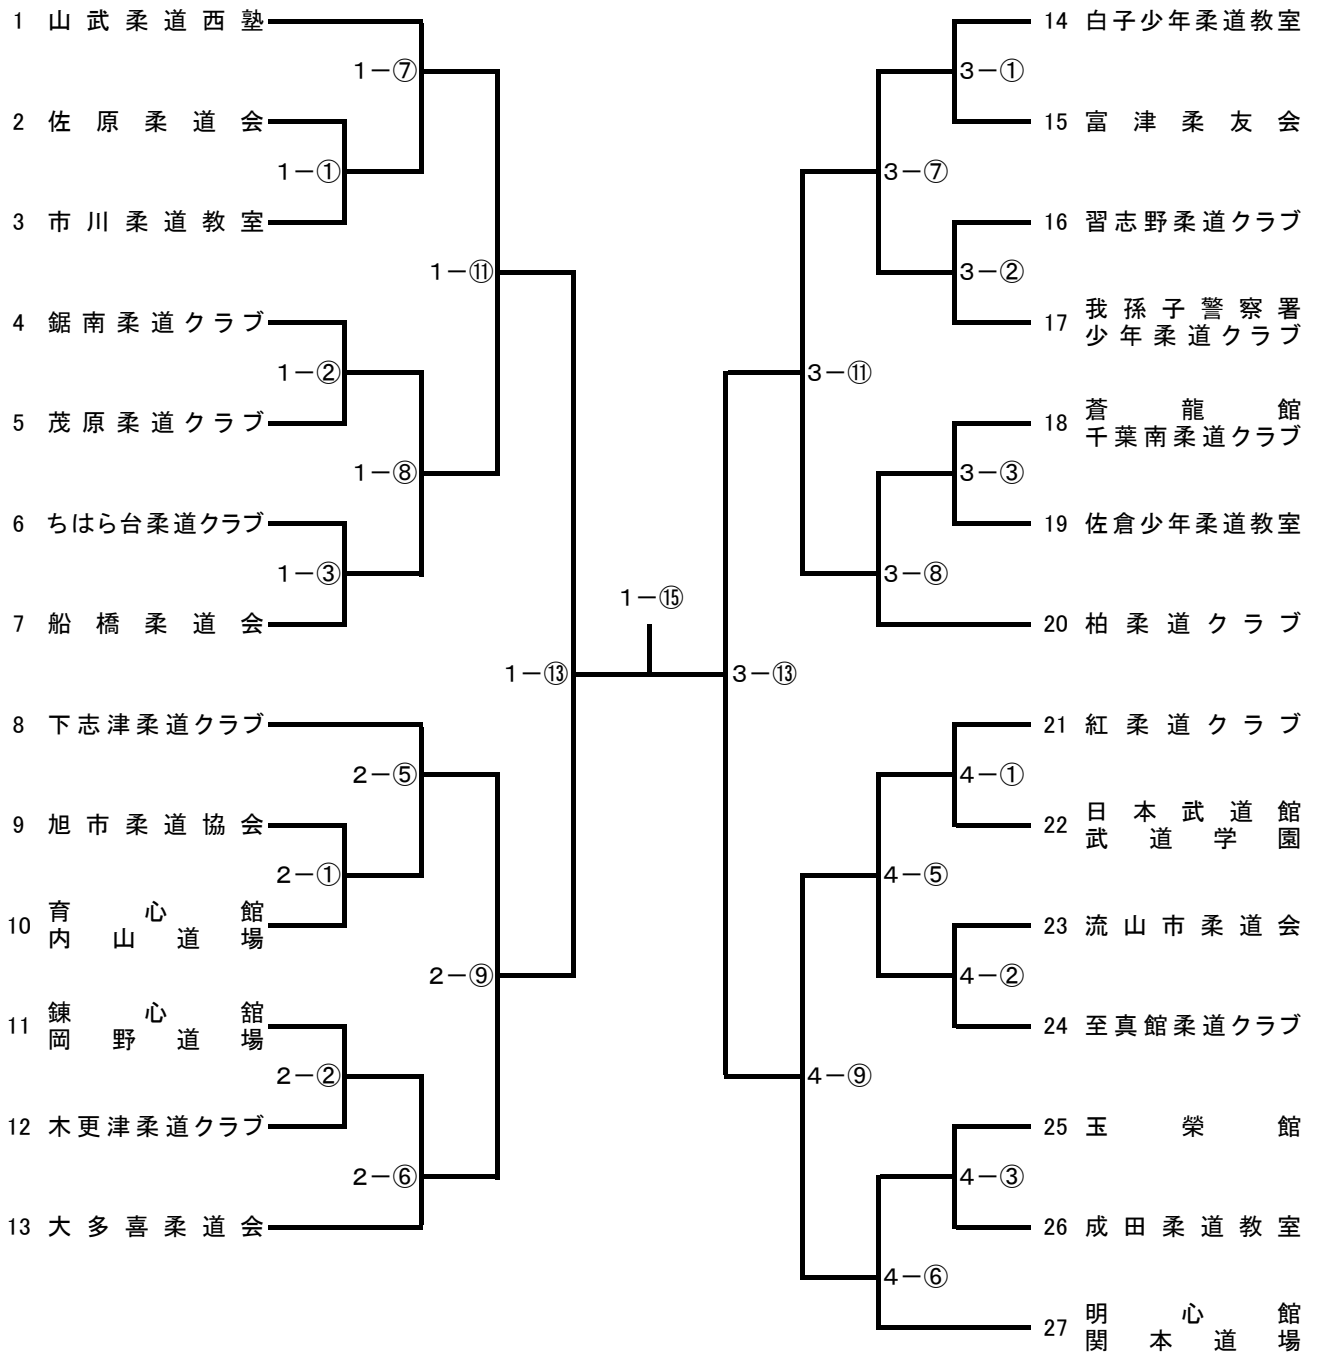 1 山武柔道西塾
1－⑦
2 佐原柔道会
1－①
3 市川柔道教室
1－⑪
4 鋸南柔道クラブ
1－②
5 茂原柔道クラブ
1－⑧
6 ちはら台柔道クラブ
1－③
7 船橋柔道会
1－⑬
8 下志津柔道クラブ
2－⑤
9 旭市柔道協会
2－①
10 育心館
内山道場
2－⑨
11 錬心舘
岡野道場
2－②
12 木更津柔道クラブ
2－⑥
13 大多喜柔道会
1－⑮
14 白子少年柔道教室
3－①
15 富津柔友会
3－⑦
16 習志野柔道クラブ
3－②
17 我孫子警察署
少年柔道クラブ
3－⑪
18 蒼龍館
千葉南柔道クラブ
3－③
19 佐倉少年柔道教室
3－⑧
20 柏柔道クラブ
3－⑬
21 紅柔道クラブ
4－①
22 日本武道館
武道学園
4－⑤
23 流山市柔道会
4－②
24 至真館柔道クラブ
4－⑨
25 玉榮館
4－③
26 成田柔道教室
4－⑥
27 明心館
関本道場